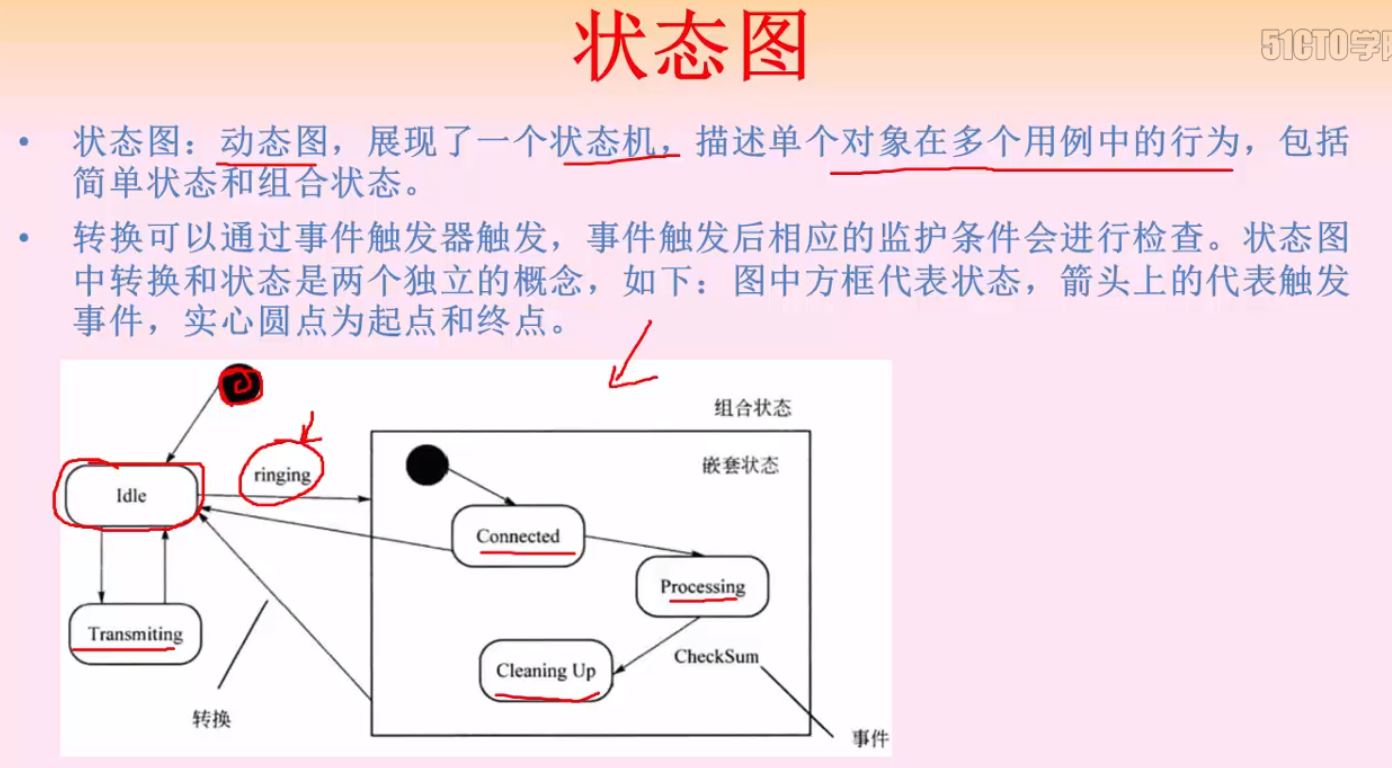 状态图
51CTO学院
• 状态图：动态图，展现了一个状态机，描述单个对象在多个用例中的行为，包括
简单状态和组合状态。
• 转换可以通过事件触发器触发，事件触发后相应的监护条件会进行检查。状态图
中转换和状态是两个独立的概念，如下：图中方框代表状态，箭头上的代表触发
事件，实心圆点为起点和终点。
组合状态
嵌套状态
ringing
Idle
Connected
Processing
Transmiting
CheckSum
Cleaning Up
转换
事件